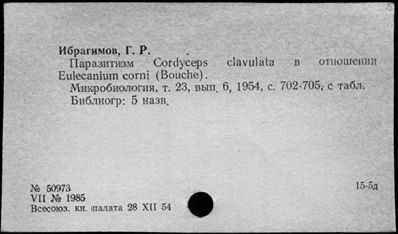 Ибрагимов, Г. Р.
Паразитизм Cordyceps clavulata в отношении
Eulecanium corni (Bouche).
Микробиология, т. 23, вып. 6, 1954, с. 702-705, с табл.
Библиогр: 5 назв.
№ 50973
VII № 1985
Всесоюз. кн. палата 28 XII 54
15-5д